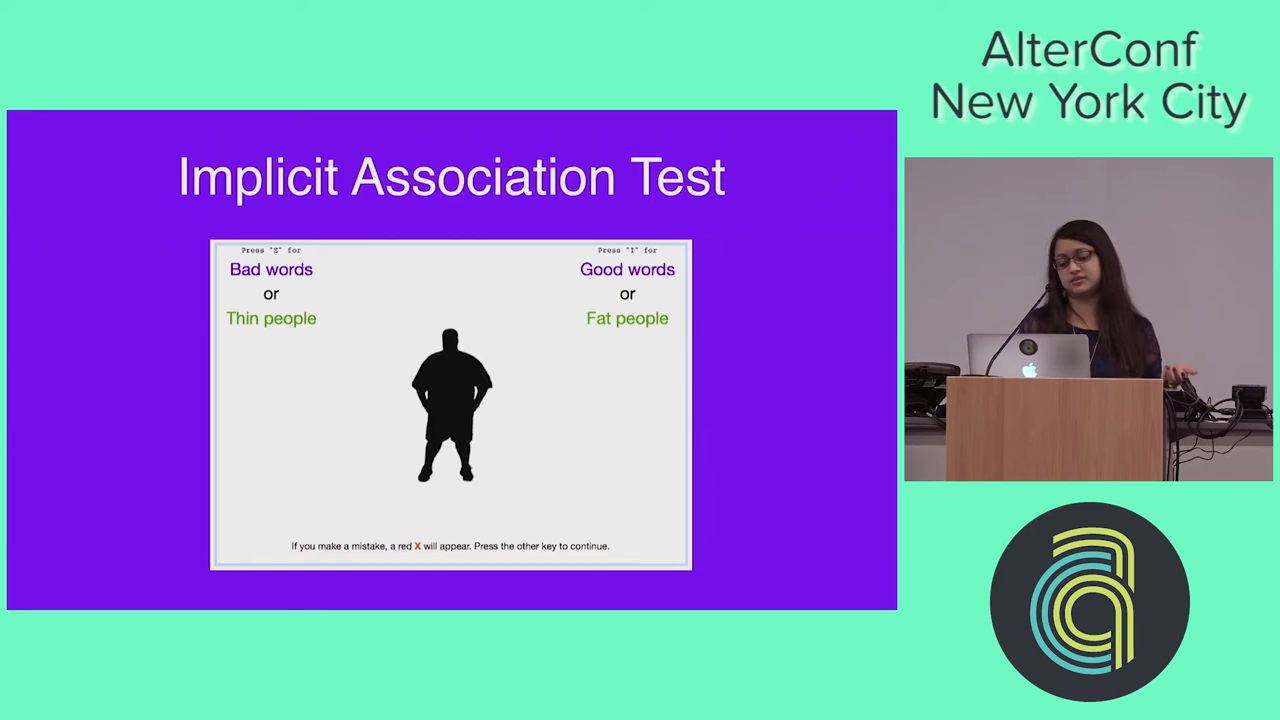 AlterConf
New York City
Implicit Association Test
Press "E" for
Bad words
or
Thin people
Press "I" for
Good words
or
Fat people
If you make a mistake, a red X will appear. Press the other key to continue.